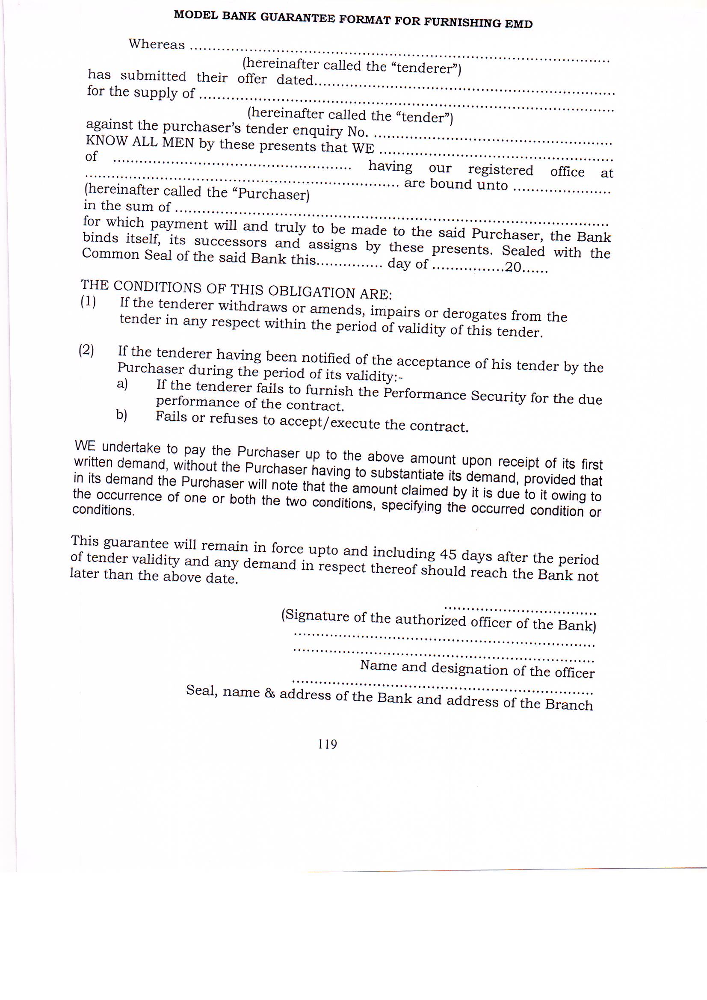 MODEL BANK GUARANTEE FORMAT FOR FURNISHING EMD
Whereas ....................................................................................
(hereinafter called the “tenderer”)
has submitted their offer dated....................................................................
for the supply of ....................................................................................
(hereinafter called the “tender”)
against the purchaser’s tender enquiry No. ......................................................
KNOW ALL MEN by these presents that WE ......................................................
of ...................................................... having our registered office at
...................................................................... are bound unto ......................
(hereinafter called the “Purchaser)
in the sum of ....................................................................................
for which payment will and truly to be made to the said Purchaser, the Bank
binds itself, its successors and assigns by these presents. Sealed with the
Common Seal of the said Bank this............... day of ................20......
THE CONDITIONS OF THIS OBLIGATION ARE:
(1) If the tenderer withdraws or amends, impairs or derogates from the
tender in any respect within the period of validity of this tender.
(2) If the tenderer having been notified of the acceptance of his tender by the
Purchaser during the period of its validity:-
a) If the tenderer fails to furnish the Performance Security for the due
performance of the contract.
b) Fails or refuses to accept/execute the contract.
WE undertake to pay the Purchaser up to the above amount upon receipt of its first
written demand, without the Purchaser having to substantiate its demand, provided that
in its demand the Purchaser will note that the amount claimed by it is due to it owing to
the occurrence of one or both the two conditions, specifying the occurred condition or
conditions.
This guarantee will remain in force upto and including 45 days after the period
of tender validity and any demand in respect thereof should reach the Bank not
later than the above date.
..................................
(Signature of the authorized officer of the Bank)
....................................................................
....................................................................
Name and designation of the officer
....................................................................
Seal, name & address of the Bank and address of the Branch
119